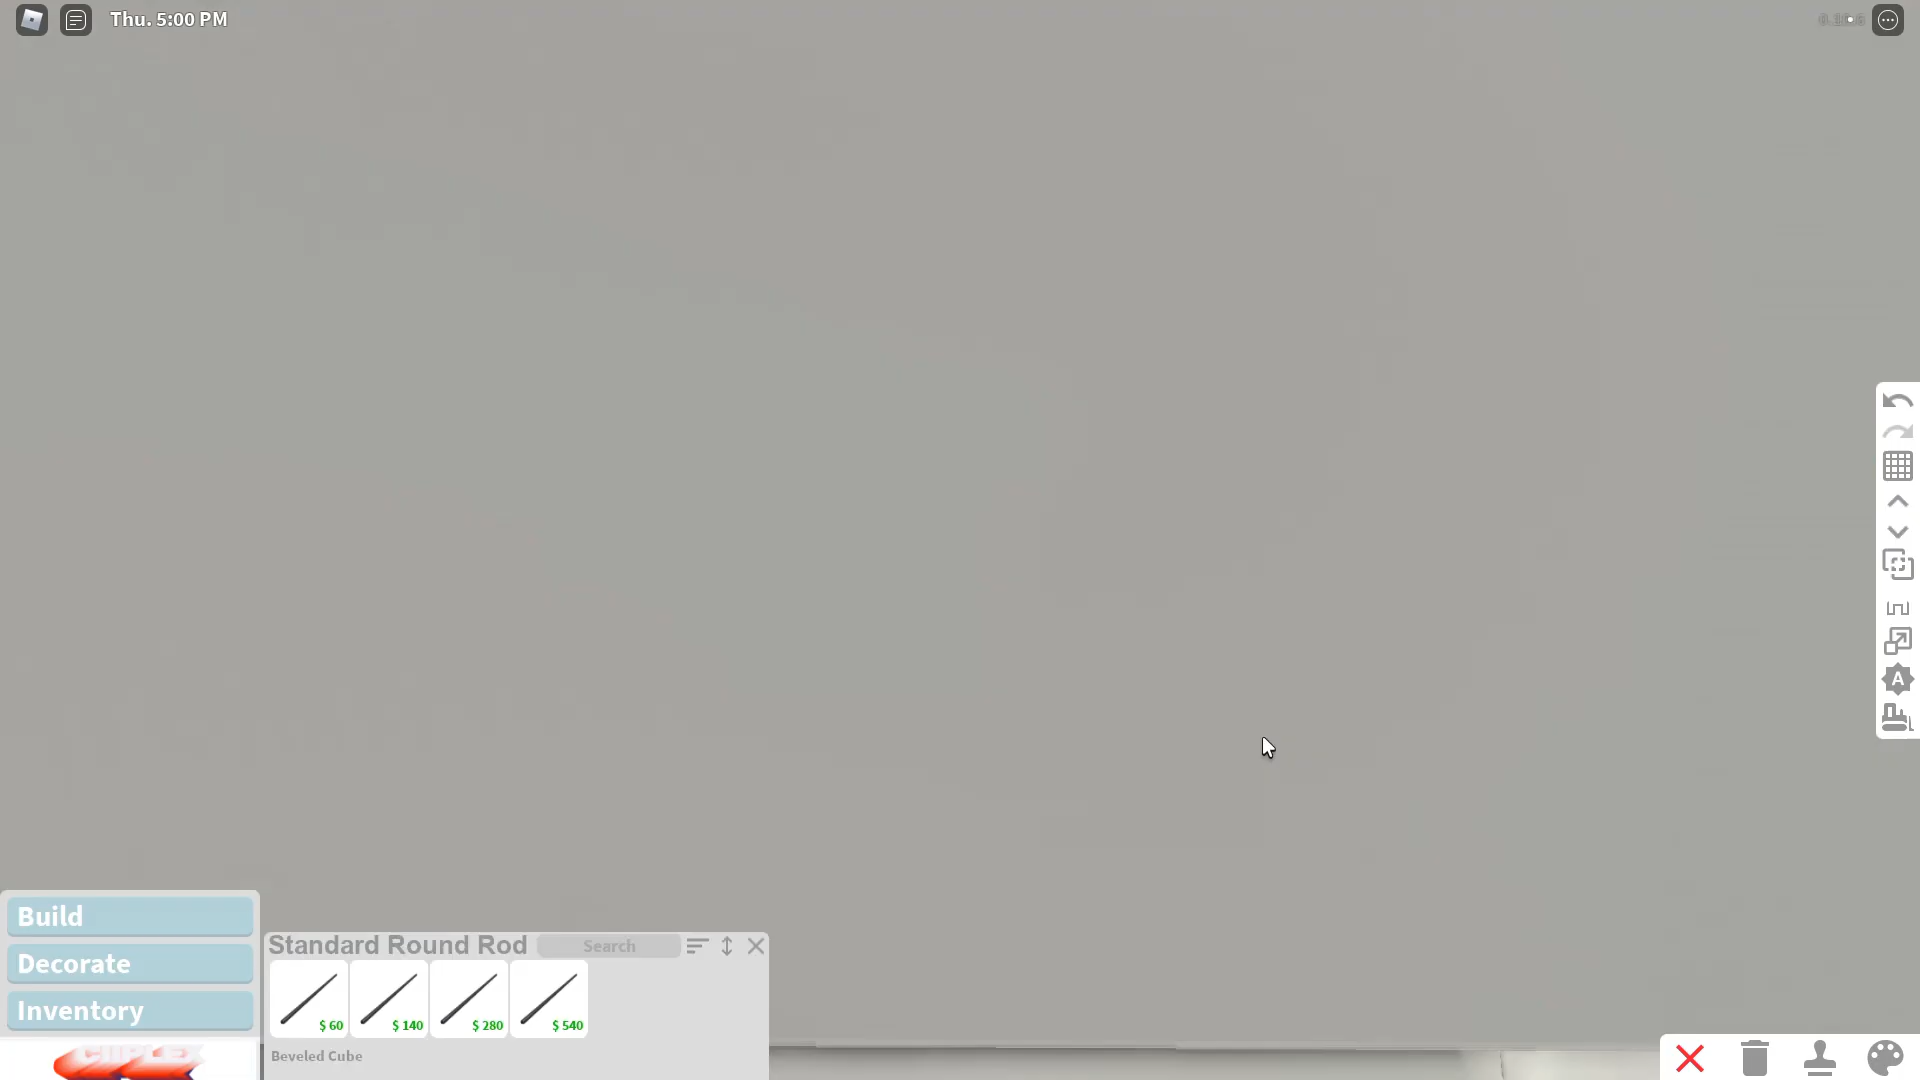 Thu. 5:00 PM
Build
Decorate
Inventory
Standard Round Rod
Search
$ 60
$ 140
$ 280
$ 540
Beveled Cube
A